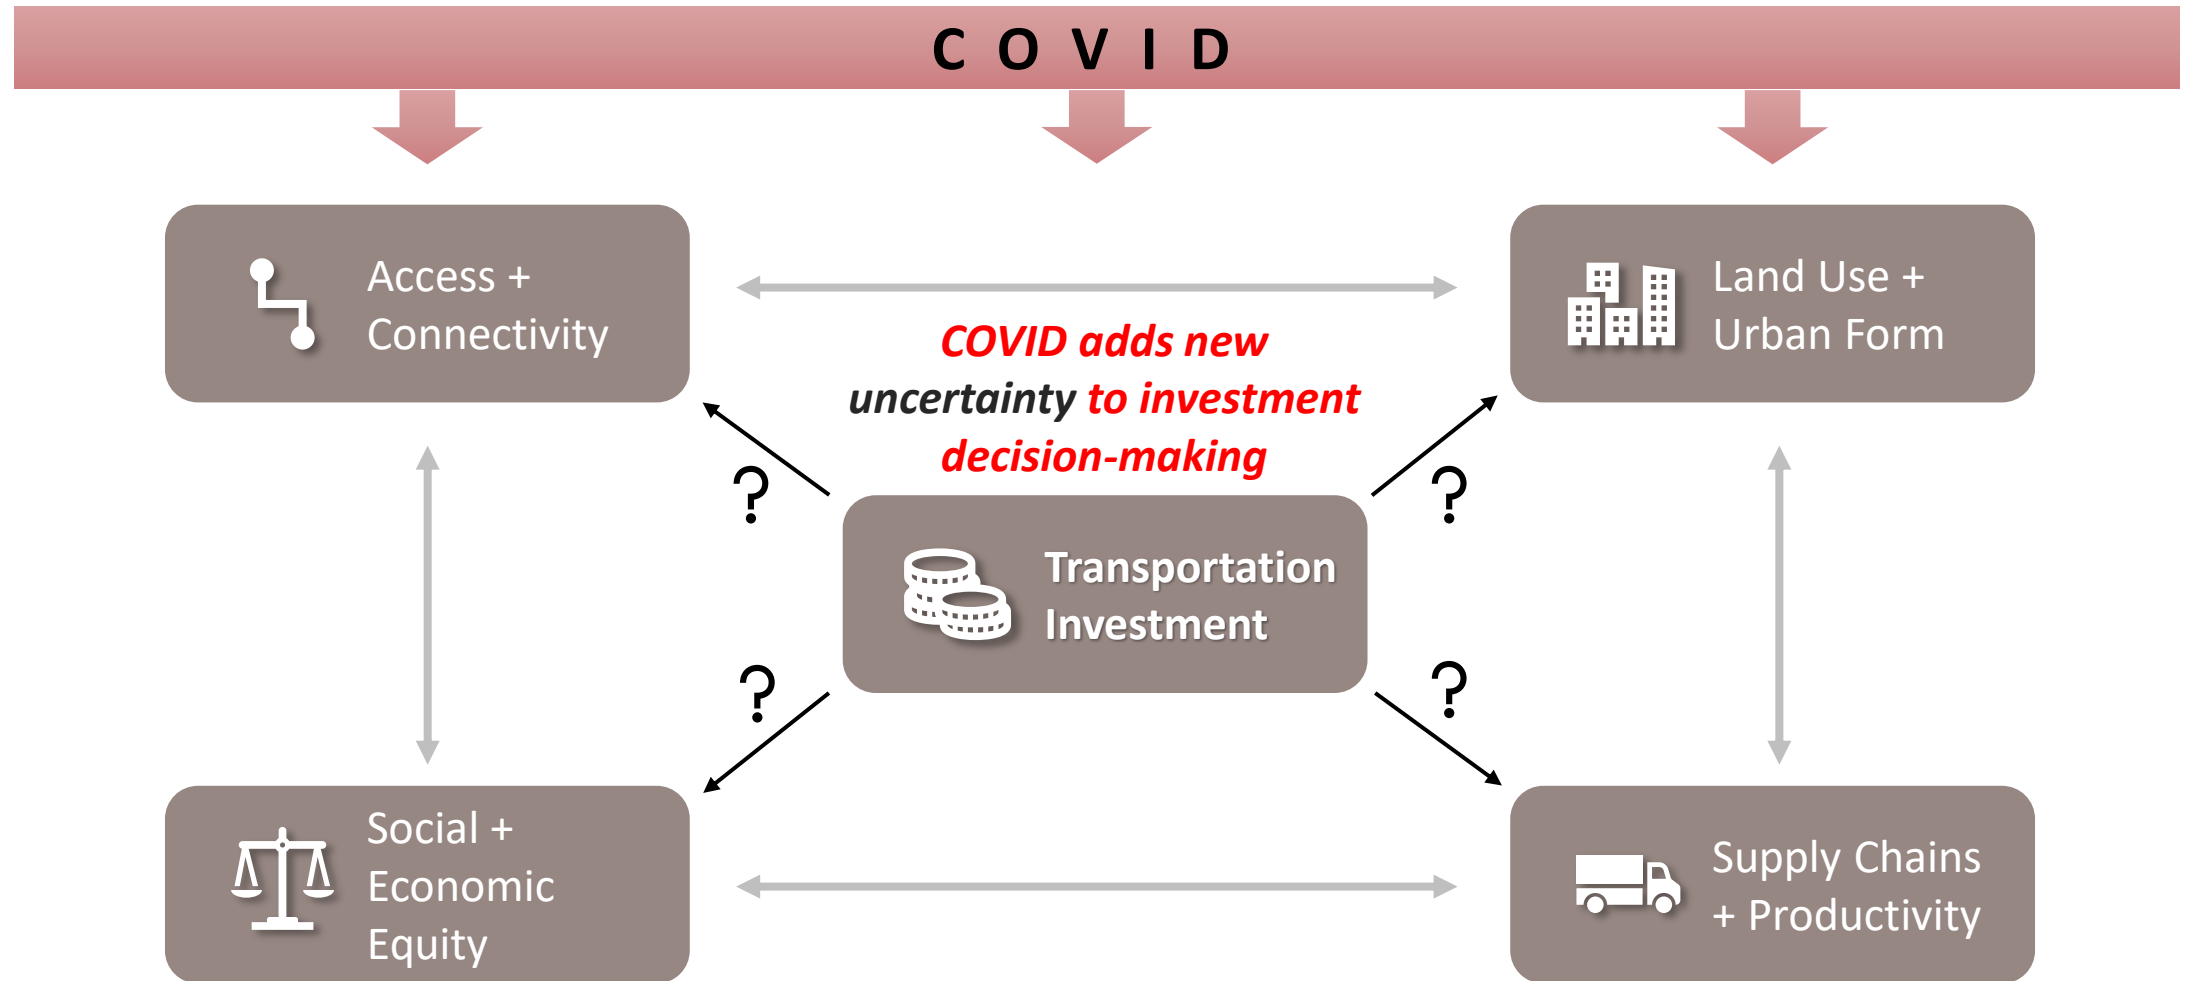 C O V I D
Access +
Connectivity
Land Use +
Urban Form
COVID adds new
uncertainty to investment
decision-making
?
?
Transportation
Investment
?
?
Social +
Economic
Equity
Supply Chains
+ Productivity